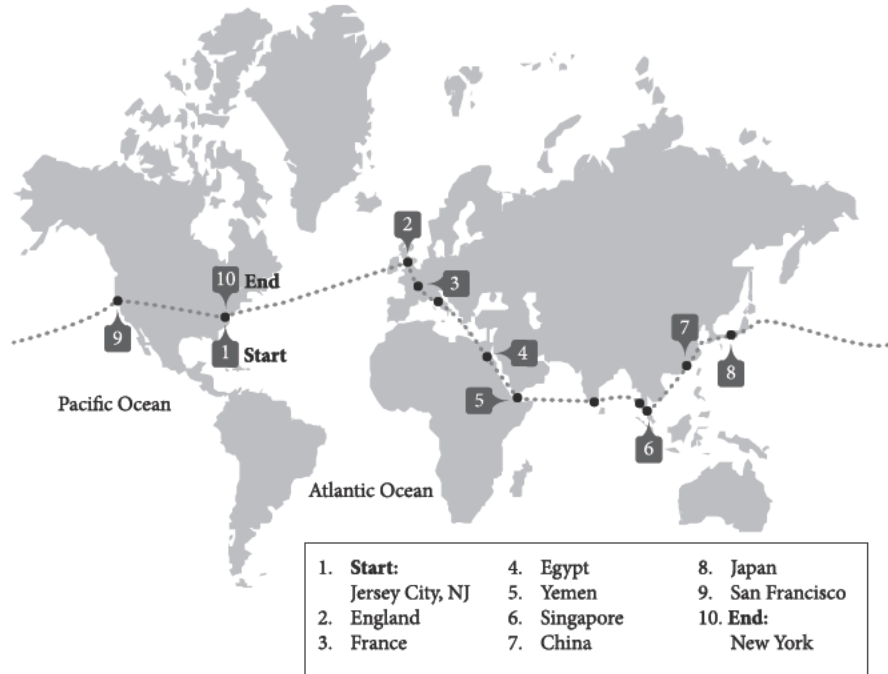 2
10 End
3
9
1 Start
7
4
8
Pacific Ocean
5
6
Atlantic Ocean
1. Start:
Jersey City, NJ
2. England
3. France
4. Egypt
5. Yemen
6. Singapore
7. China
8. Japan
9. San Francisco
10. End:
New York